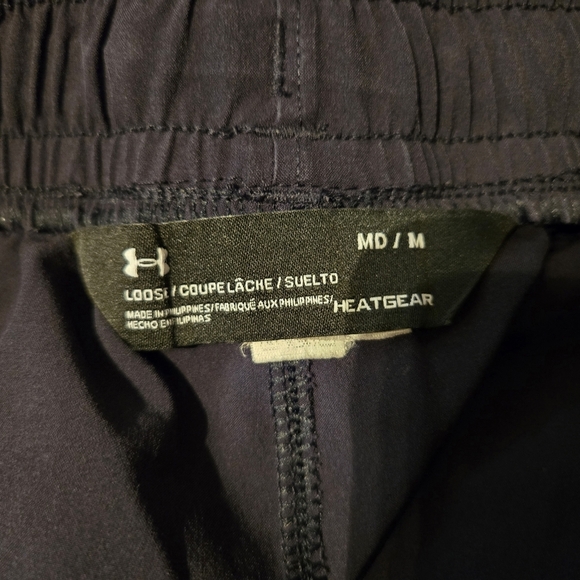 MD / M
LOOSE / COUPE LÂCHE / SUELTO
MADE IN PHILIPPINES / FABRIQUÉ AUX PHILIPPINES /
HECHO EN FILIPINAS
HEATGEAR